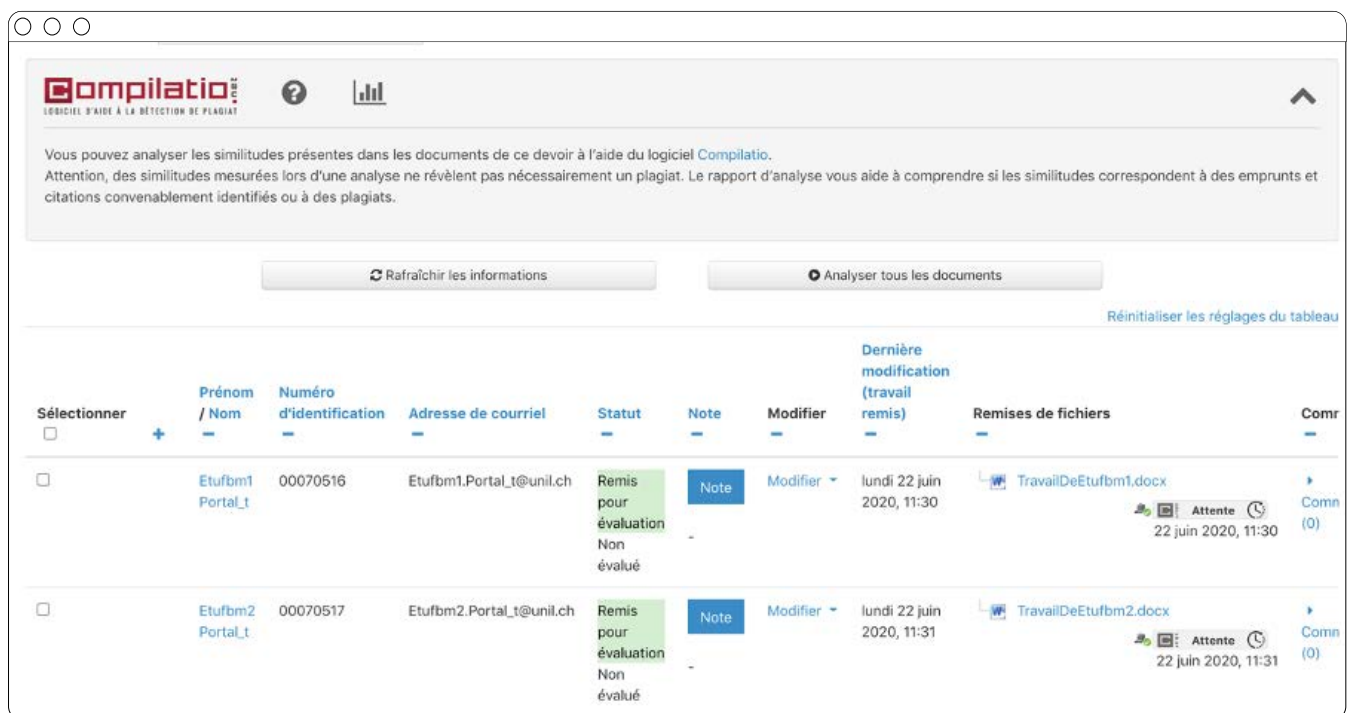 Compilatio.net
LOGICIEL D'AIDE À LA DÉTECTION DE PLAGIAT
Vous pouvez analyser les similitudes présentes dans les documents de ce devoir à l'aide du logiciel Compilatio.
Attention, des similitudes mesurées lors d'une analyse ne révèlent pas nécessairement un plagiat. Le rapport d'analyse vous aide à comprendre si les similitudes correspondent à des emprunts et
citations convenablement identifiés ou à des plagiats.
Rafraîchir les informations
Analyser tous les documents
Réinitialiser les réglages du tableau
Sélectionner
Prénom
/ Nom
Numéro
d'identification
Adresse de courriel
Statut
Note
Modifier
Dernière
modification
(travail
remis)
Remises de fichiers
Comr
Etufbm1
Portal_t
00070516
Etufbm1.Portal_t@unil.ch
Remis
pour
évaluation
Non
évalué
Note
-
Modifier
lundi 22 juin
2020, 11:30
TravailDeEtufbm1.docx
Attente
22 juin 2020, 11:30
Comn
(0)
Etufbm2
Portal_t
00070517
Etufbm2.Portal_t@unil.ch
Remis
pour
évaluation
Non
évalué
Note
-
Modifier
lundi 22 juin
2020, 11:31
TravailDeEtufbm2.docx
Attente
22 juin 2020, 11:31
Comn
(0)